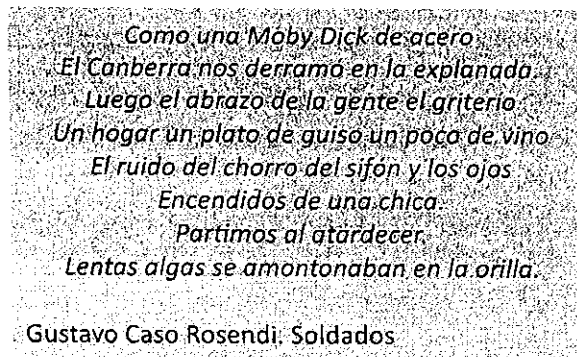 Como una Moby Dick de acero
El Canberra nos derramó en la explanada.
Luego el abrazo de la gente el griterío
Un hogar un plato de guiso un poco de vino
El ruido del chorro del sifón y los ojos
Encendidos de una chica.
Partimos al atardecer.
Lentas algas se amontonaban en la orilla.
Gustavo Caso Rosendi: Soldados